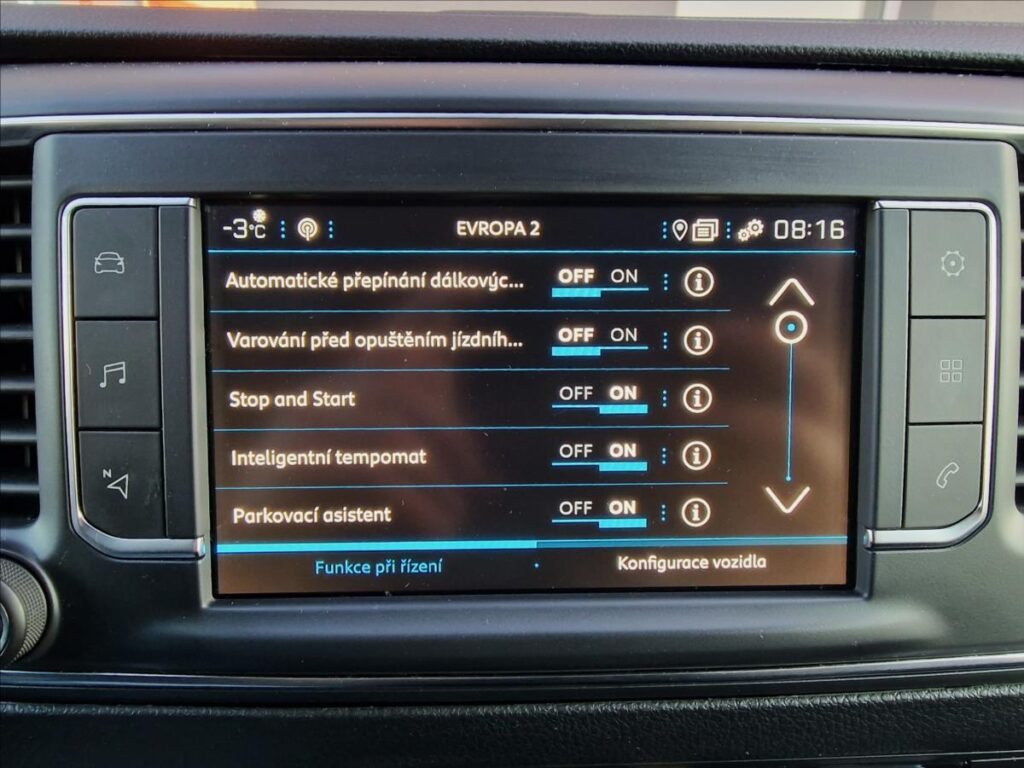 -3°C EVROPA 2 08:16
Automatické přepínání dálkovýc... OFF ON
Varování před opuštěním jízdníh... OFF ON
Stop and Start OFF ON
Inteligentní tempomat OFF ON
Parkovací asistent OFF ON
Funkce při řízení Konfigurace vozidla
N